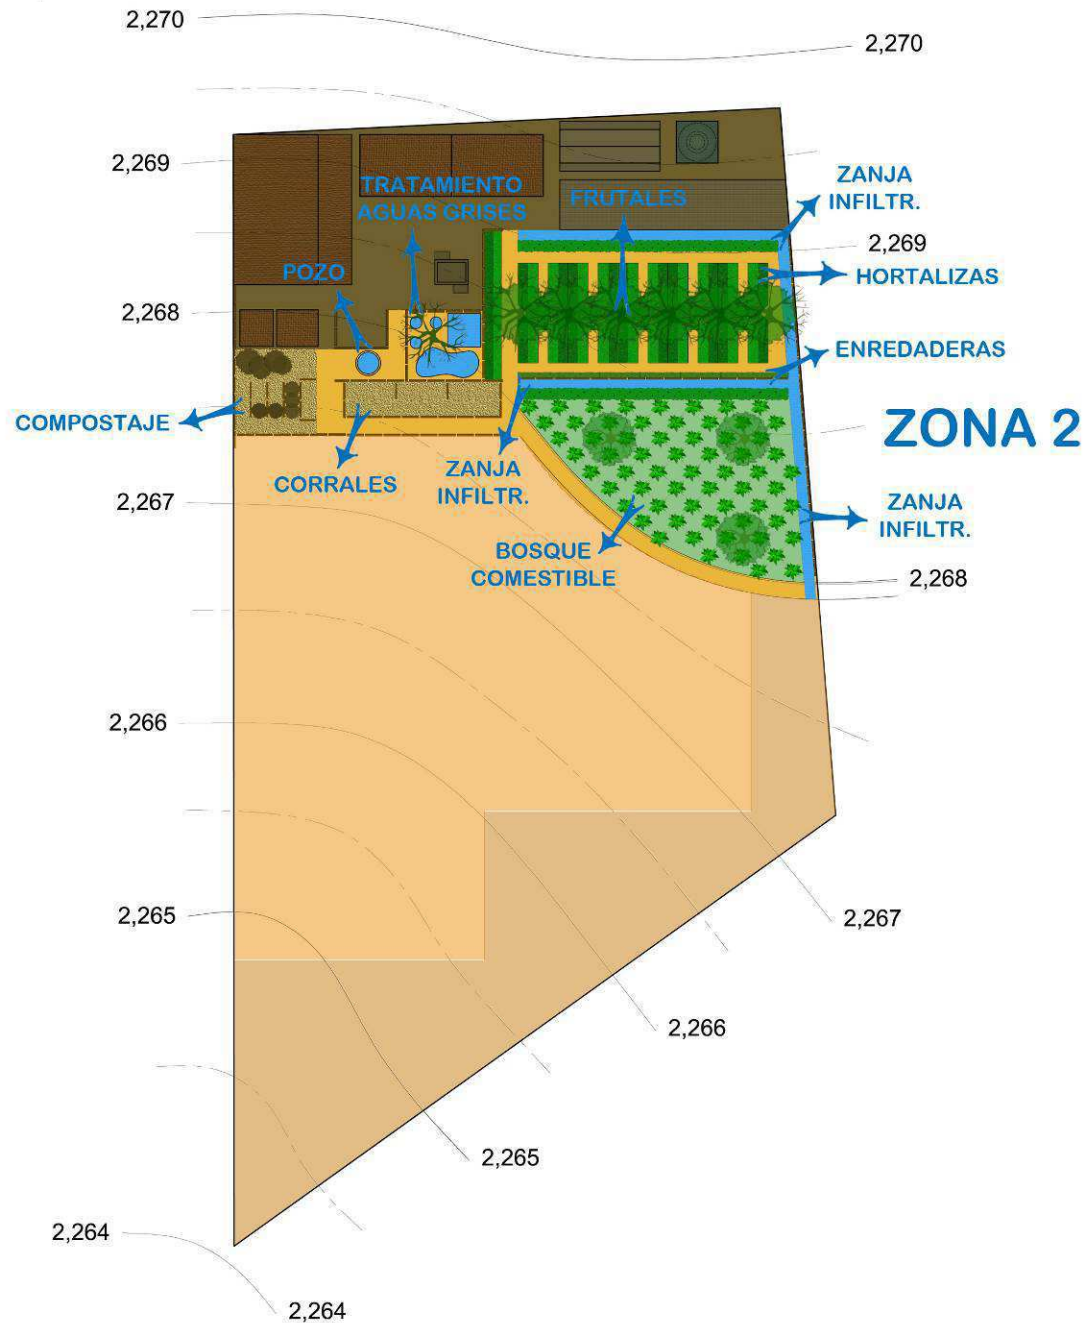 2,270
2,270
2,269
TRATAMIENTO
AGUAS GRISES
FRUTALES
ZANJA
INFILTR.
2,269
POZO
HORTALIZAS
2,268
ENREDADERAS
COMPOSTAJE
ZONA 2
CORRALES
ZANJA
INFILTR.
2,267
ZANJA
INFILTR.
BOSQUE
COMESTIBLE
2,268
2,266
2,265
2,267
2,266
2,265
2,264
2,264